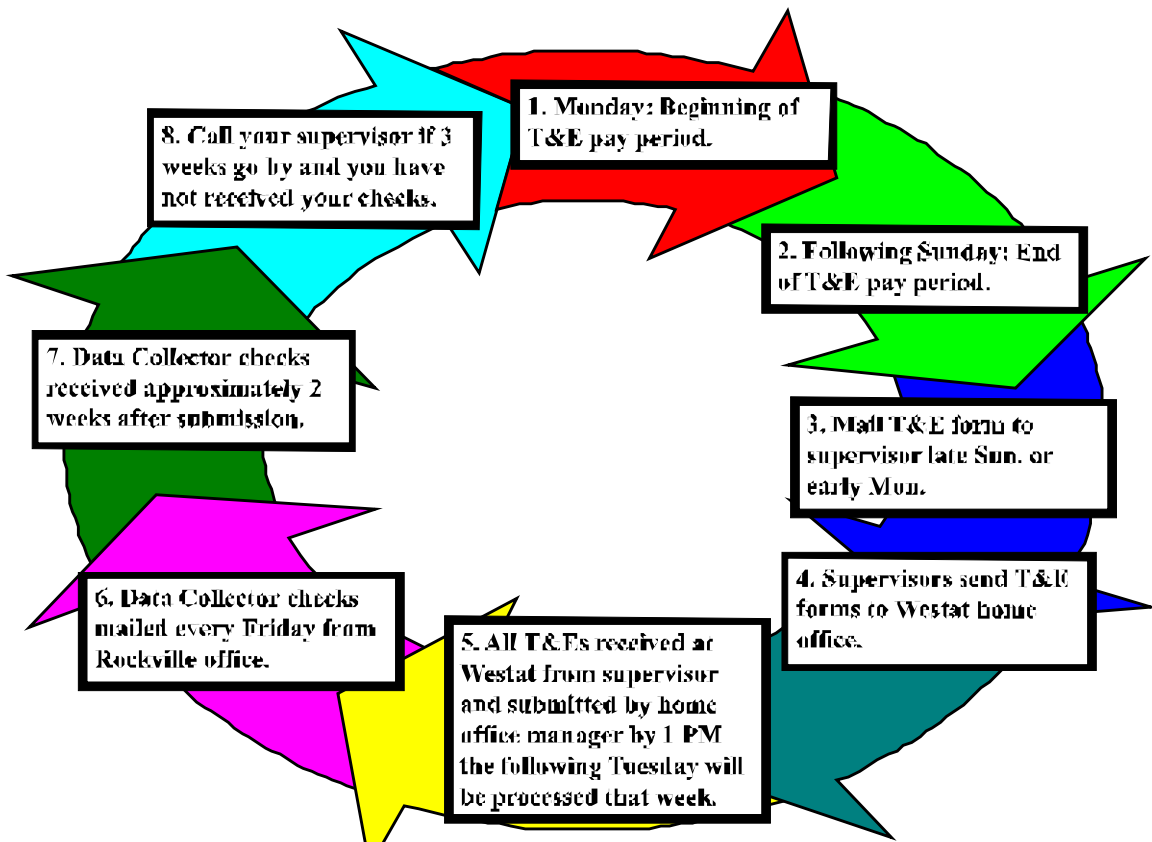 1. Monday: Beginning of
T&E pay period.
2. Following Sunday: End
of T&E pay period.
3. Mail T&E form to
supervisor late Sun. or
early Mon.
4. Supervisors send T&E
forms to Westat home
office.
5. All T&Es received at
Westat from supervisor
and submitted by home
office manager by 1 PM
the following Tuesday will
be processed that week.
6. Data Collector checks
mailed every Friday from
Rockville office.
7. Data Collector checks
received approximately 2
weeks after submission.
8. Call your supervisor if 3
weeks go by and you have
not received your checks.